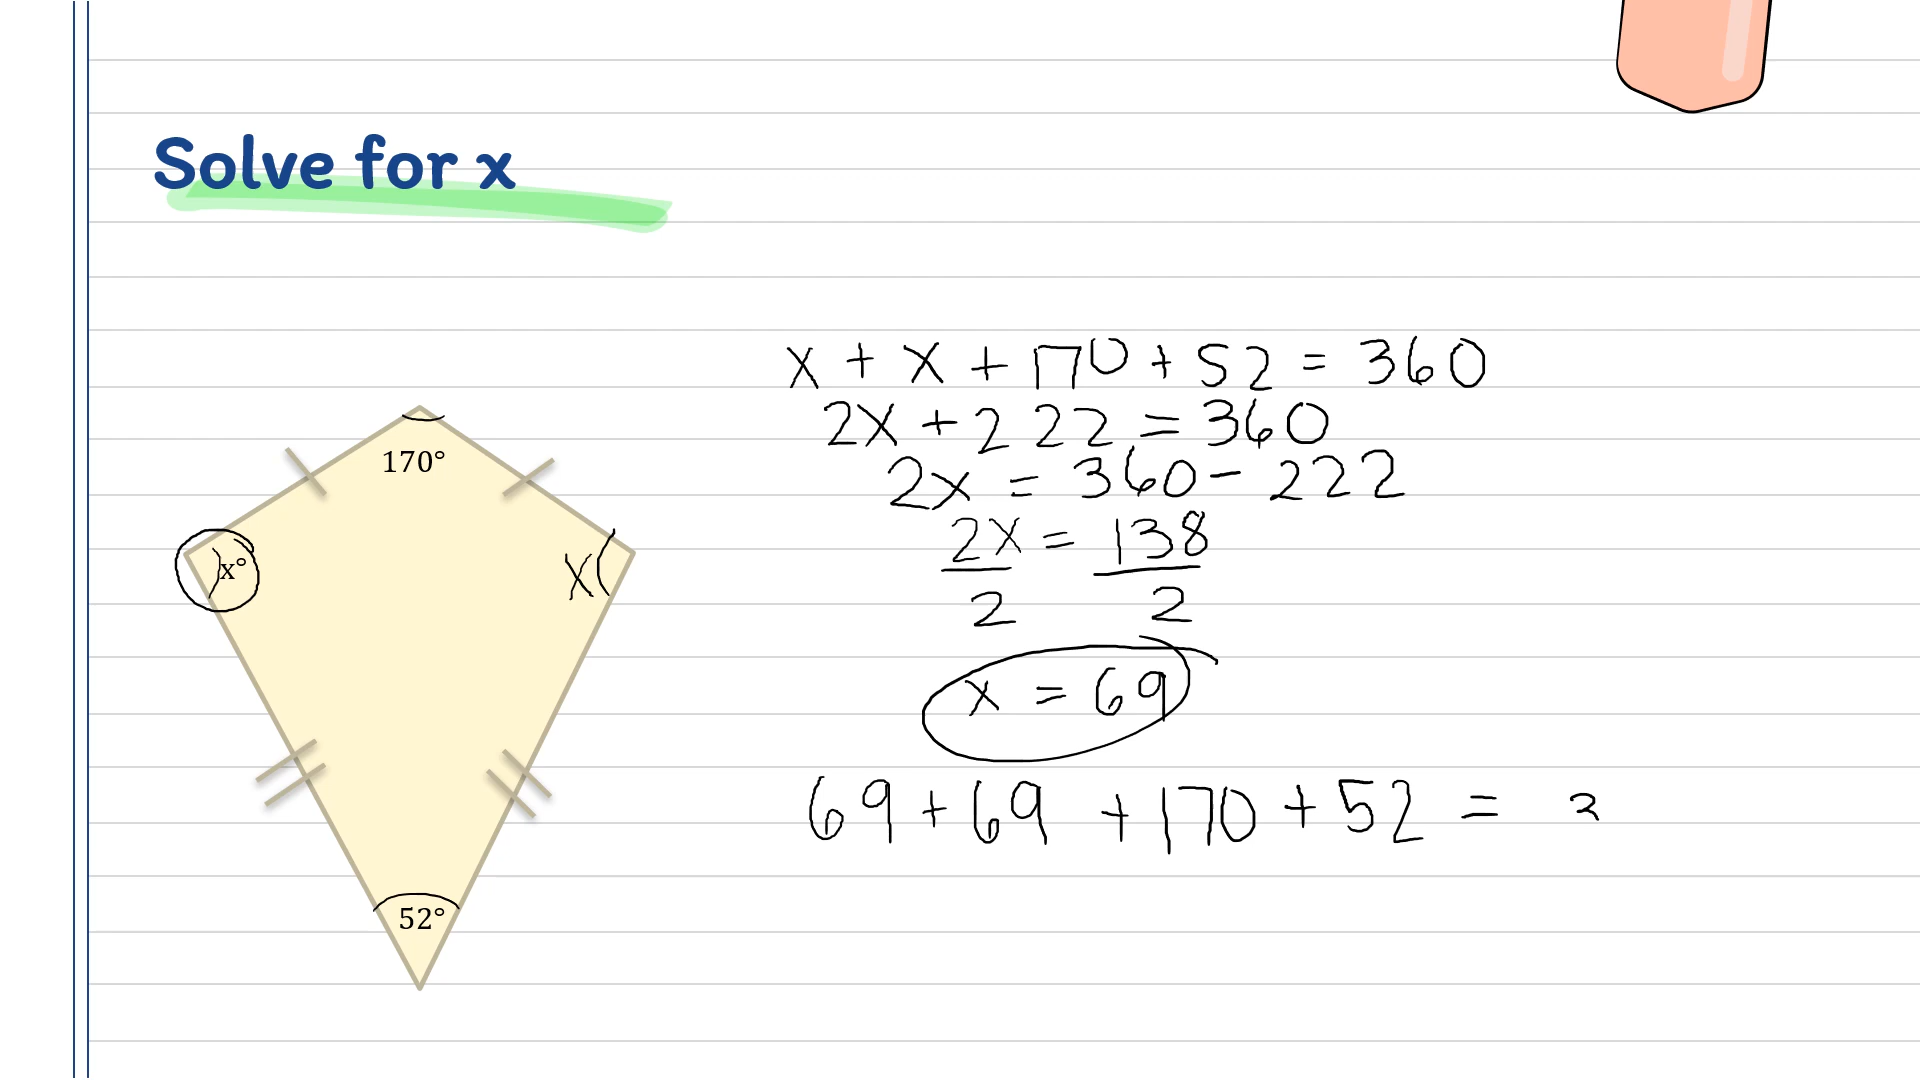 Solve for x
x + x + 170 + 52 = 360
2x + 222 = 360
170°
2x = 360 - 222
2x = 138
x° x
2 2
x = 69
69 + 69 + 170 + 52 = 3
52°